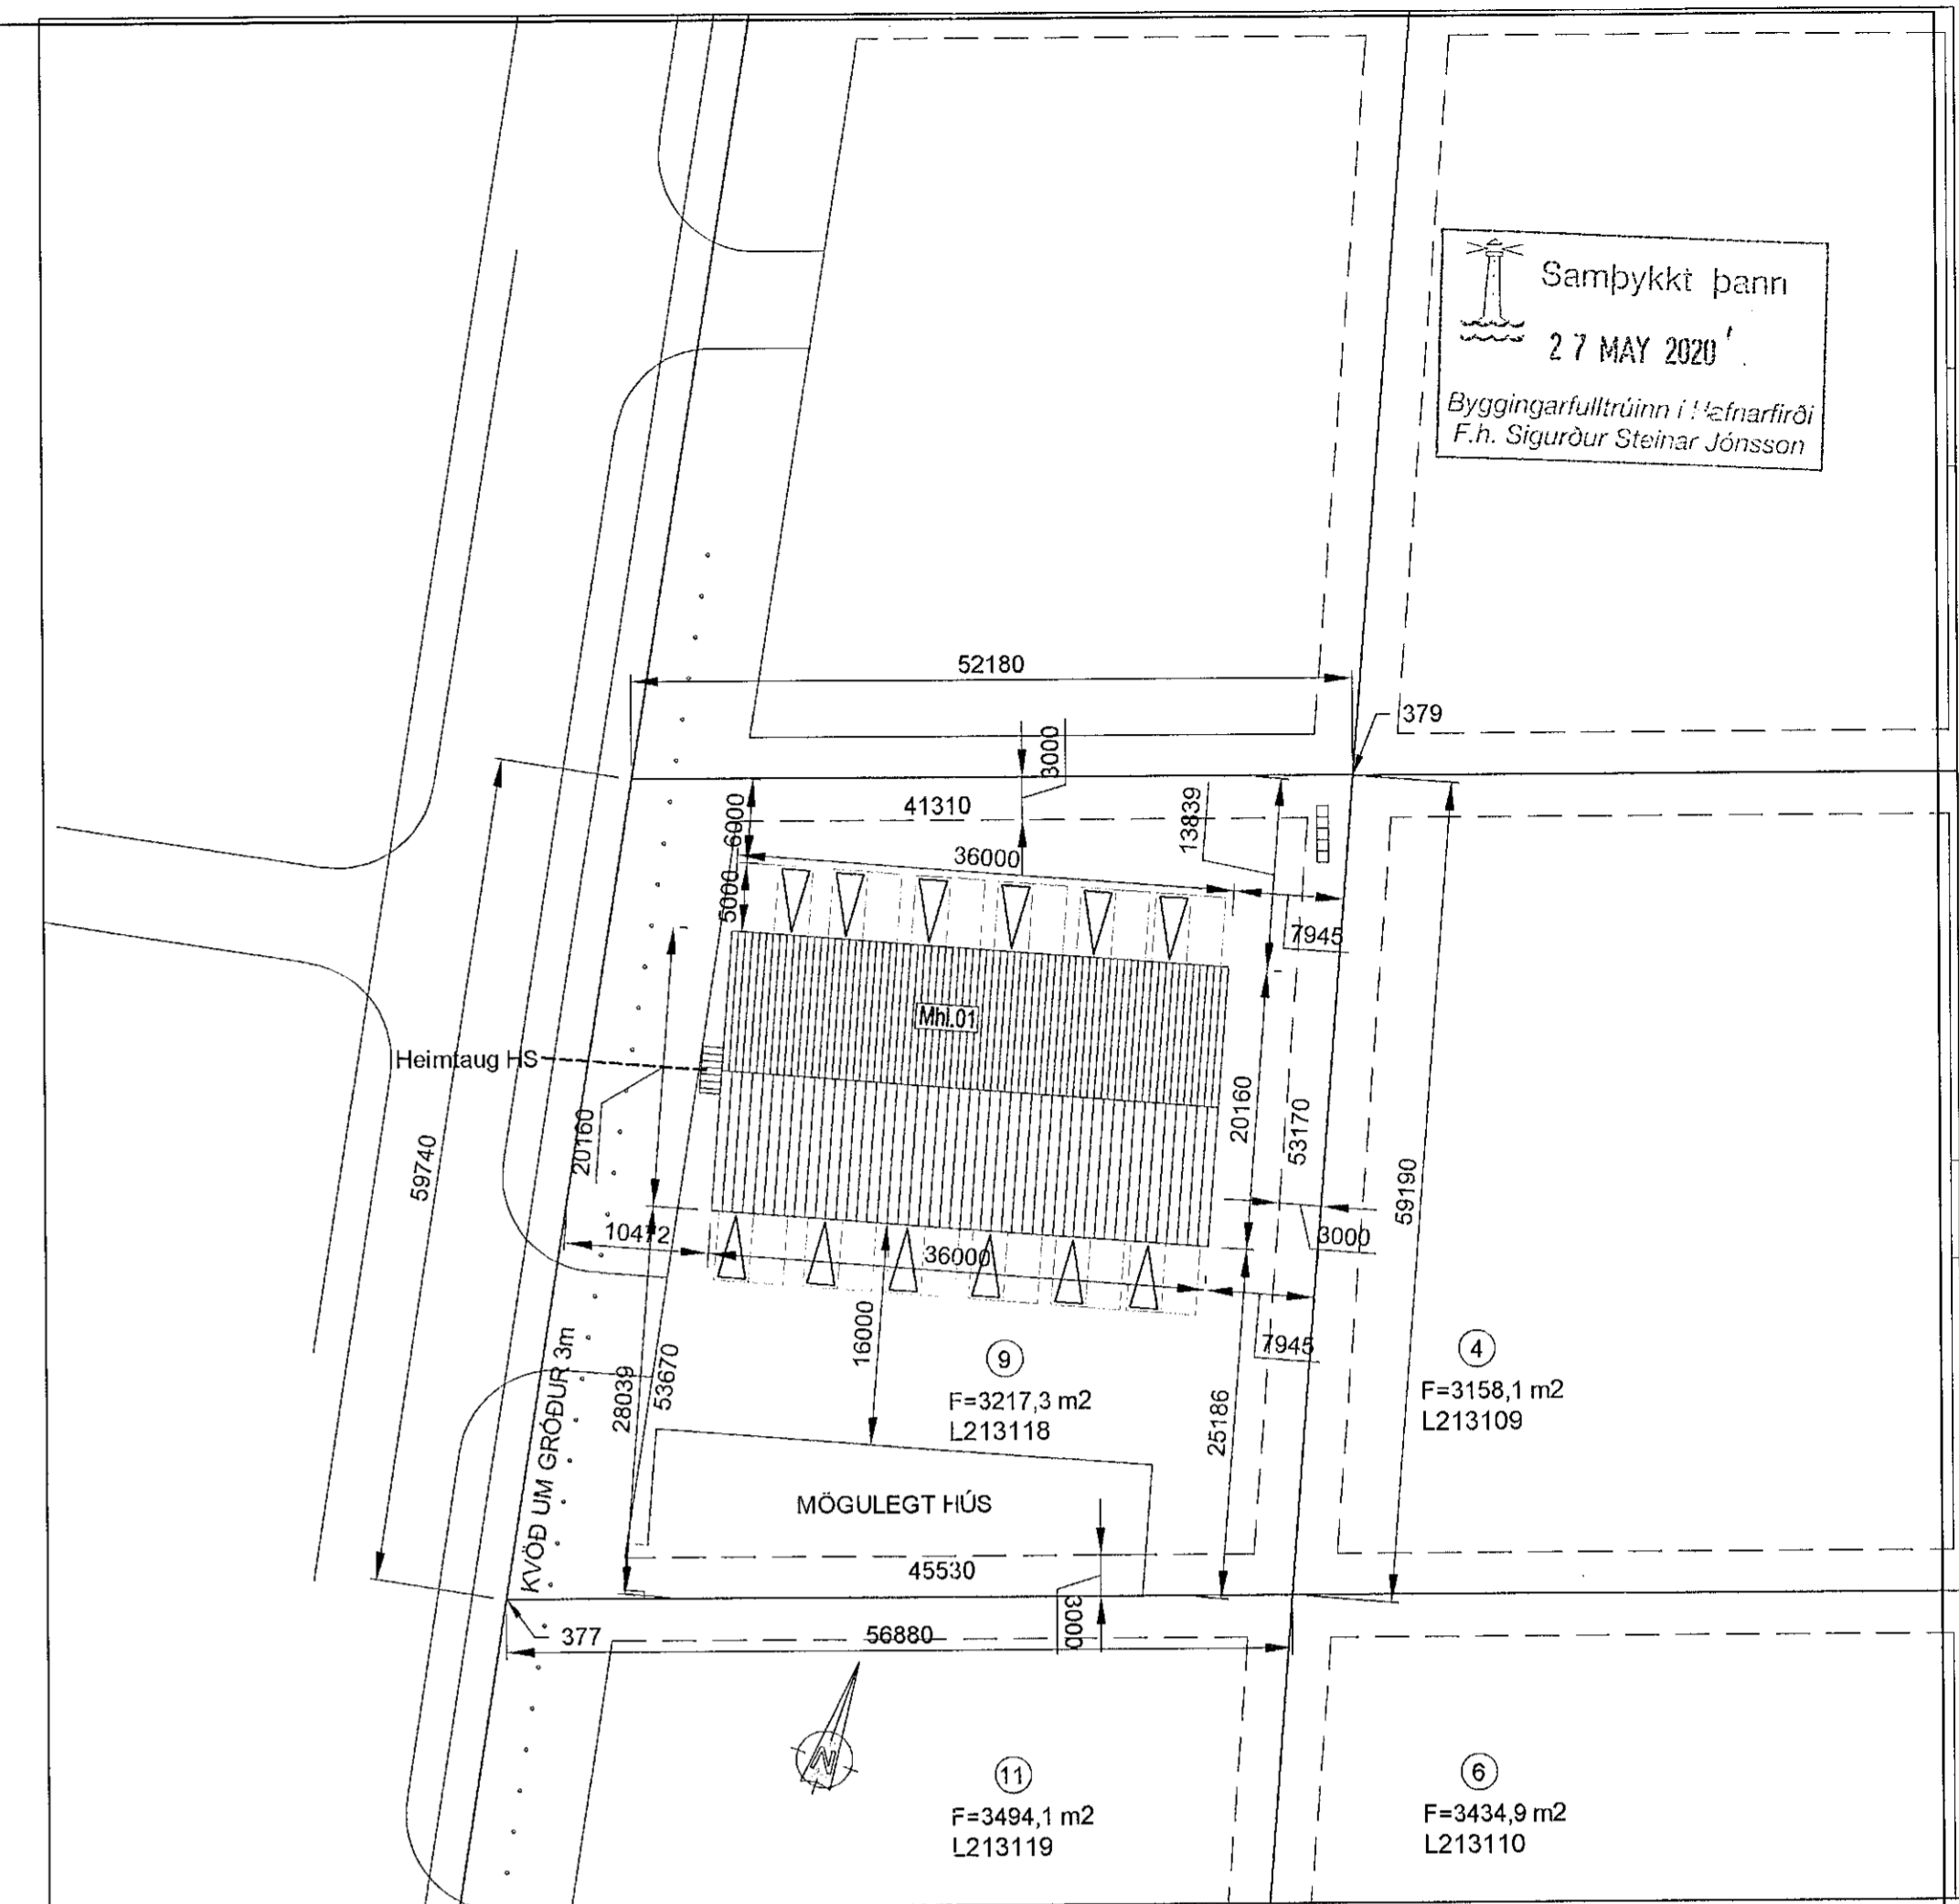 Samþykkt þann
27 MAY 2020
Byggingarfulltrúinn í Hafnarfirði
F.h. Sigurður Steinar Jónsson
52180
379
3000
41310
13839
6000
36000
5000
7945
Mhl.01
Heimtaug HS
20160
20160
53170
59740
59190
10472
36000
3000
16000
7945
KVÖÐ UM GRÓÐUR 3m
28039
53670
9
F=3217,3 m2
L213118
25186
4
F=3158,1 m2
L213109
MÖGULEGT HÚS
45530
3000
377
56880
N
11
F=3494,1 m2
L213119
6
F=3434,9 m2
L213110